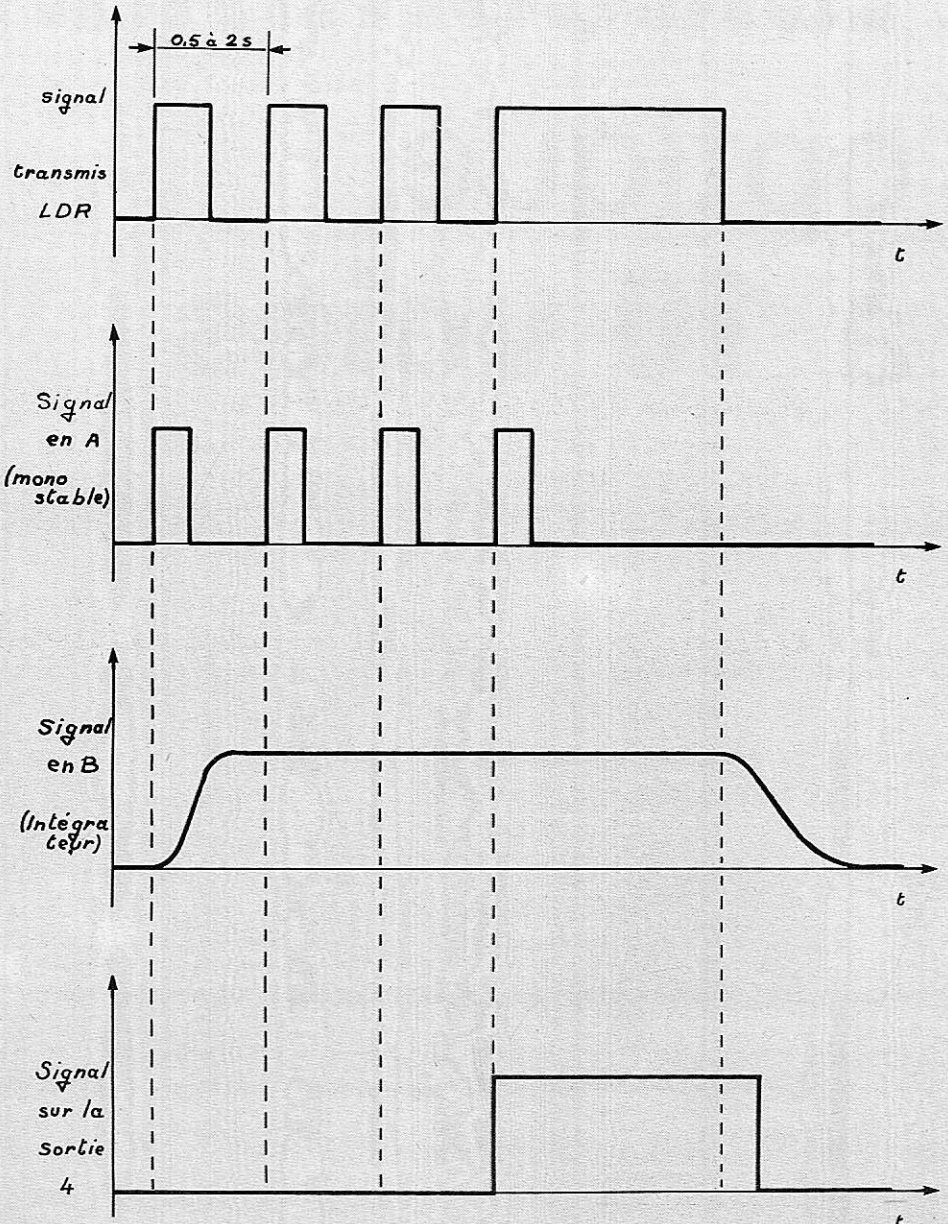 0,5 à 2 s
signal
transmis
LDR
t
Signal
en A
(mono
stable)
t
Signal
en B
(Intégra
teur)
t
Signal
sur la
sortie
4
t